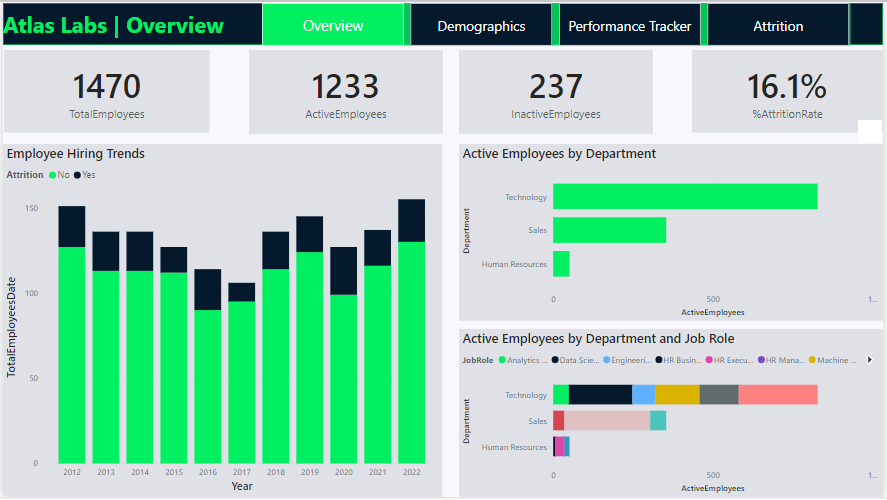 Atlas Labs | Overview
Overview
Demographics
Performance Tracker
Attrition
1470
TotalEmployees
1233
ActiveEmployees
237
InactiveEmployees
16.1%
%AttritionRate
Employee Hiring Trends
Attrition No Yes
TotalEmployeesDate
150
100
50
0
2012 2013 2014 2015 2016 2017 2018 2019 2020 2021 2022
Year
Active Employees by Department
Department
Technology
Sales
Human Resources
0 500 1...
ActiveEmployees
Active Employees by Department and Job Role
JobRole Analytics ... Data Scie... Engineeri... HR Busin... HR Execu... HR Mana... Machine ...
Department
Technology
Sales
Human Resources
0 500 1...
ActiveEmployees